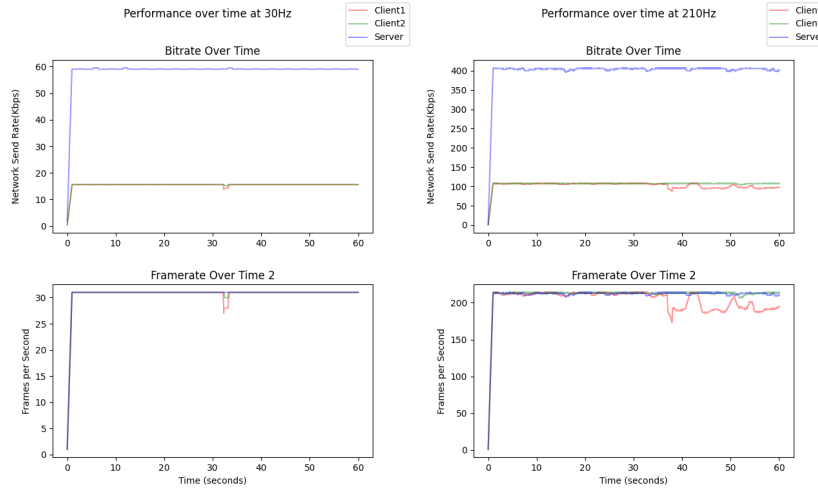 Performance over time at 30Hz
Client1
Client2
Server
Bitrate Over Time
Network Send Rate(Kbps)
60
50
40
30
20
10
0
0 10 20 30 40 50 60
Framerate Over Time 2
Frames per Second
30
25
20
15
10
5
0
0 10 20 30 40 50 60
Time (seconds)
Performance over time at 210Hz
Client
Client
Serve
Bitrate Over Time
Network Send Rate(Kbps)
400
350
300
250
200
150
100
50
0
0 10 20 30 40 50 60
Framerate Over Time 2
Frames per Second
200
150
100
50
0
0 10 20 30 40 50 60
Time (seconds)